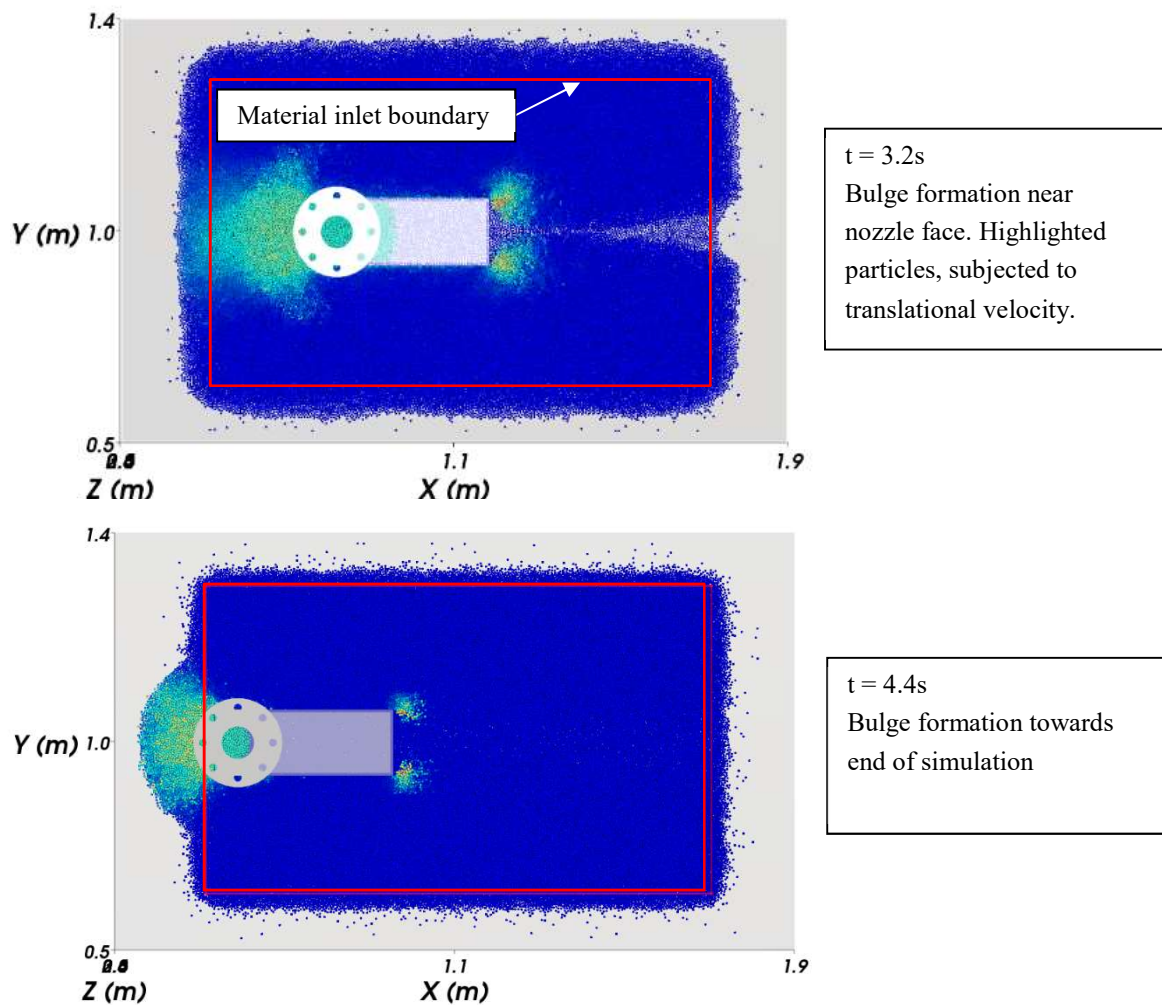 1.4
Material inlet boundary
Y (m)
1.0
0.5
1.1
1.9
Z (m)
X (m)
t = 3.2s
Bulge formation near
nozzle face. Highlighted
particles, subjected to
translational velocity.
1.4
Y (m)
1.0
0.5
1.1
1.9
Z (m)
X (m)
t = 4.4s
Bulge formation towards
end of simulation